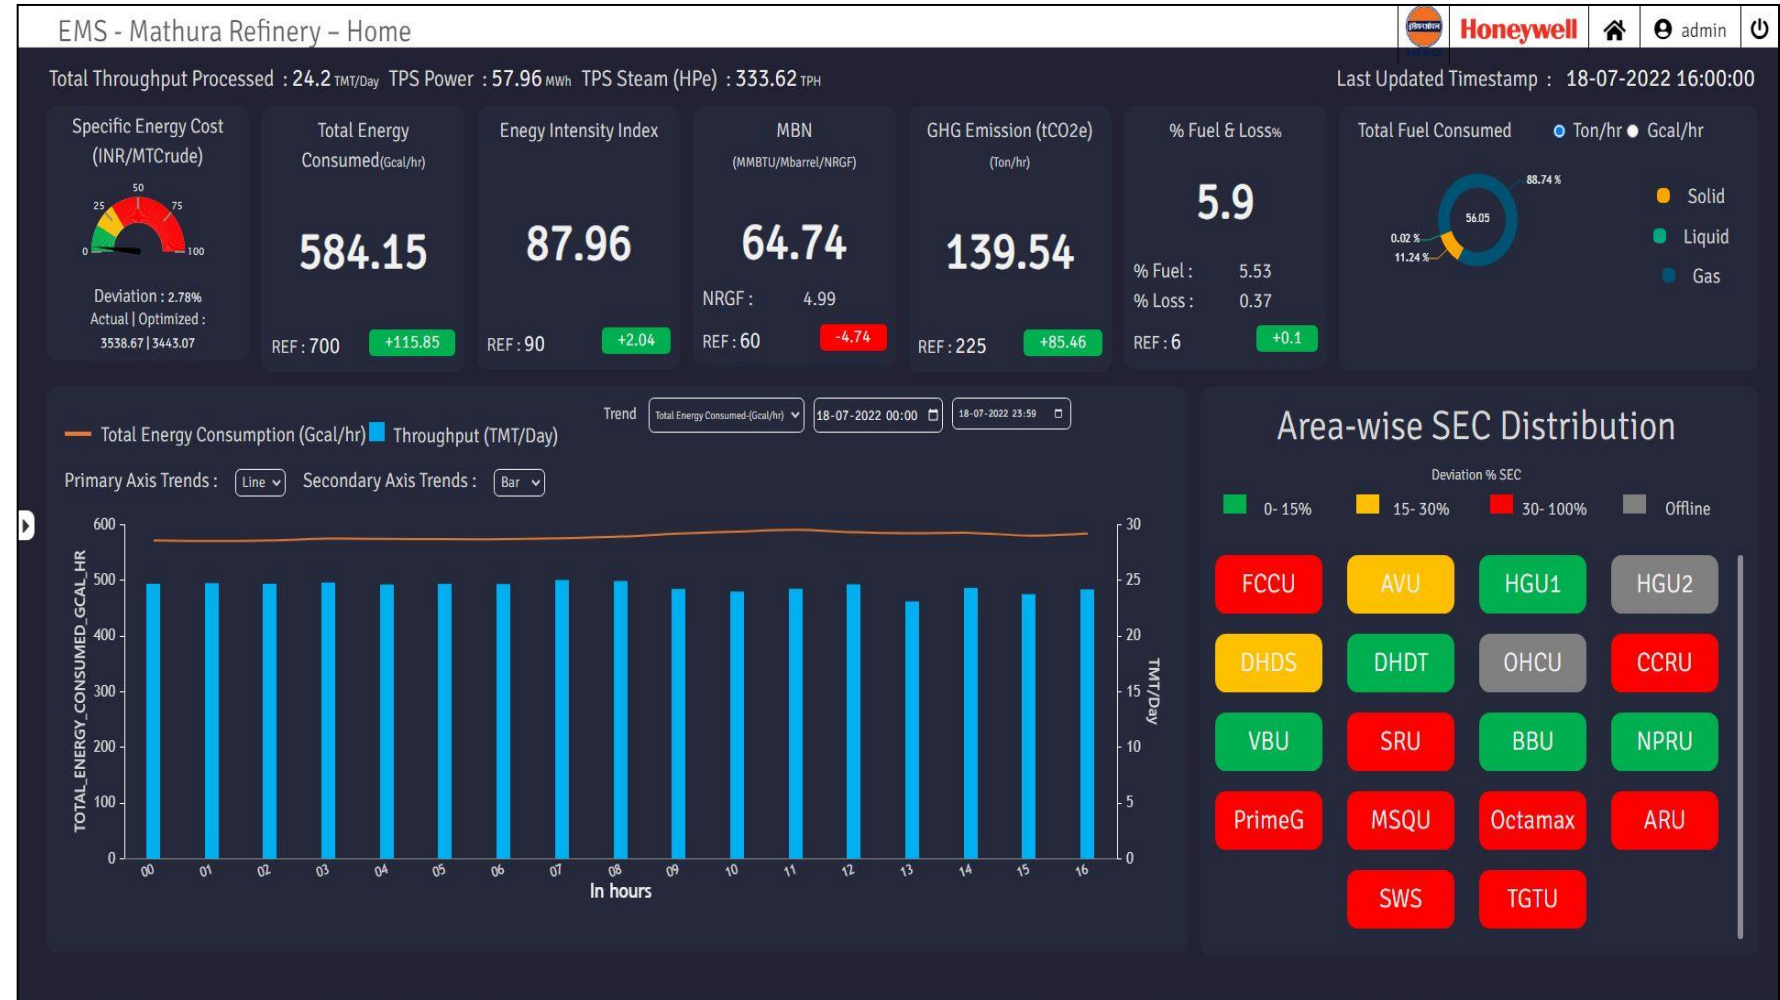 EMS - Mathura Refinery – Home
इंडियनऑयल
Honeywell
admin
Total Throughput Processed : 24.2 TMT/Day TPS Power : 57.96 MWh TPS Steam (HPe) : 333.62 TPH
Last Updated Timestamp : 18-07-2022 16:00:00
Specific Energy Cost
(INR/MTCrude)
50
25 75
0 100
Deviation : 2.78%
Actual | Optimized :
3538.67 | 3443.07
Total Energy
Consumed(Gcal/hr)
584.15
REF : 700 +115.85
Enegy Intensity Index
87.96
REF : 90 +2.04
MBN
(MMBTU/Mbarrel/NRGF)
64.74
NRGF : 4.99
REF : 60 -4.74
GHG Emission (tCO2e)
(Ton/hr)
139.54
REF : 225 +85.46
% Fuel & Loss%
5.9
% Fuel : 5.53
% Loss : 0.37
REF : 6 +0.1
Total Fuel Consumed Ton/hr Gcal/hr
88.74 %
56.05
0.02 %
11.24 %
Solid
Liquid
Gas
Trend Total Energy Consumed-(Gcal/hr) 18-07-2022 00:00 18-07-2022 23:59
Total Energy Consumption (Gcal/hr) Throughput (TMT/Day)
Primary Axis Trends : Line Secondary Axis Trends : Bar
TOTAL_ENERGY_CONSUMED_GCAL_HR
600
500
400
300
200
100
0
30
25
20
15
10
5
0
TMT/Day
00 01 02 03 04 05 06 07 08 09 10 11 12 13 14 15 16
In hours
Area-wise SEC Distribution
Deviation % SEC
0- 15% 15- 30% 30- 100% Offline
FCCU AVU HGU1 HGU2
DHDS DHDT OHCU CCRU
VBU SRU BBU NPRU
PrimeG MSQU Octamax ARU
SWS TGTU